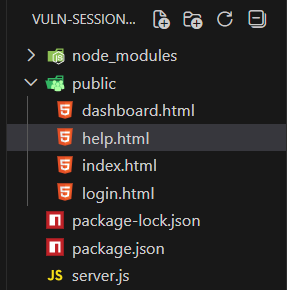 VULN-SESSION...
node_modules
public
dashboard.html
help.html
index.html
login.html
package-lock.json
package.json
JS server.js